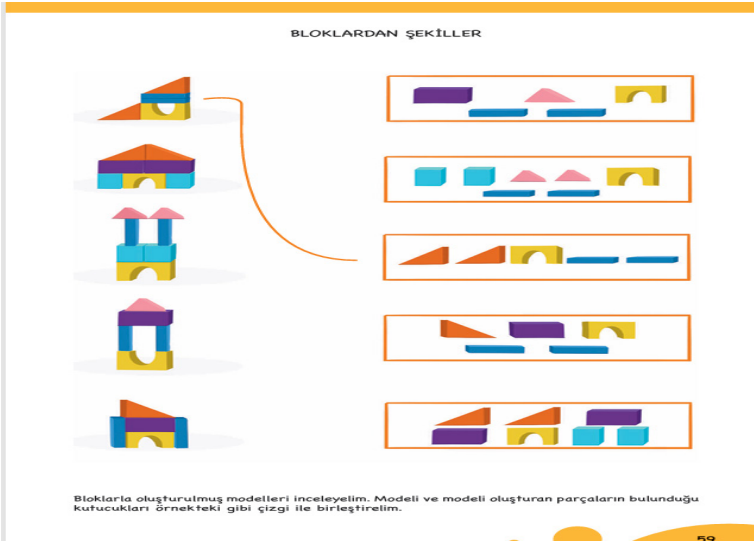 BLOKLARDAN ŞEKİLLER
Bloklarla oluşturulmuş modelleri inceleyelim. Modeli ve modeli oluşturan parçaların bulunduğu
kutucukları örnekteki gibi çizgi ile birleştirelim.
59